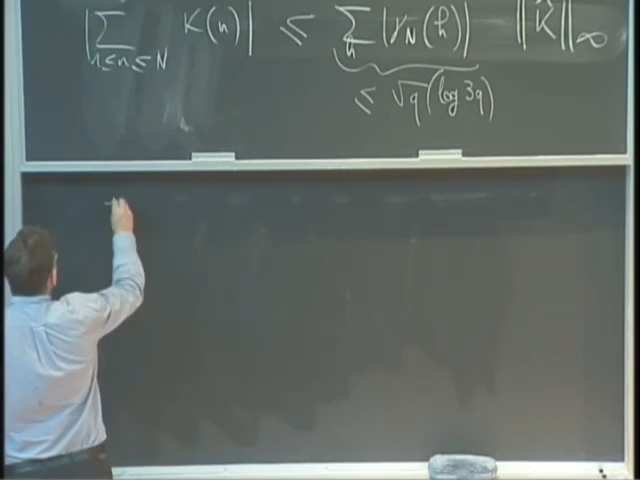 |∑_{1≤n≤N} K(n)| ≤ ∑_h |γ_N(h)| ‖K̂‖_∞
≤ √q (log 3q)